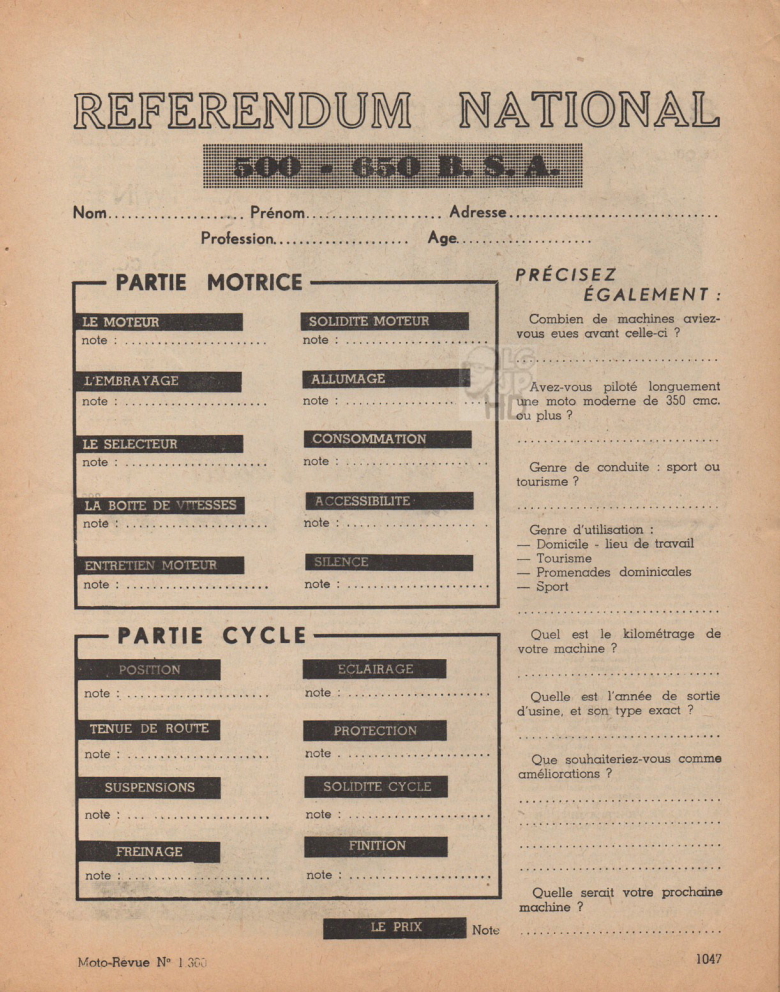 REFERENDUM NATIONAL
500 - 650 B. S. A.
Nom.................... Prénom.................... Adresse..............................
Profession.................... Age....................
PARTIE MOTRICE
LE MOTEUR
note : ....................
L'EMBRAYAGE
note : ....................
LE SELECTEUR
note : ....................
LA BOITE DE VITESSES
note : ....................
ENTRETIEN MOTEUR
note : ....................
SOLIDITE MOTEUR
note : ....................
ALLUMAGE
note : ....................
CONSOMMATION
note : ....................
ACCESSIBILITE
note : ....................
SILENCE
note : ....................
PARTIE CYCLE
POSITION
note : ....................
TENUE DE ROUTE
note : ....................
SUSPENSIONS
note : ....................
FREINAGE
note : ....................
ECLAIRAGE
note : ....................
PROTECTION
note ....................
SOLIDITE CYCLE
note : ....................
FINITION
note : ....................
LE PRIX Note
PRÉCISEZ
ÉGALEMENT :
Combien de machines aviez-
vous eues avant celle-ci ?
..............................
Avez-vous piloté longuement
une moto moderne de 350 cmc.
ou plus ?
..............................
Genre de conduite : sport ou
tourisme ?
..............................
Genre d'utilisation :
— Domicile - lieu de travail
— Tourisme
— Promenades dominicales
— Sport
..............................
Quel est le kilométrage de
votre machine ?
..............................
Quelle est l'année de sortie
d'usine, et son type exact ?
..............................
Que souhaiteriez-vous comme
améliorations ?
..............................
..............................
..............................
..............................
Quelle serait votre prochaine
machine ?
..............................
Moto-Revue N° 1 300
1047